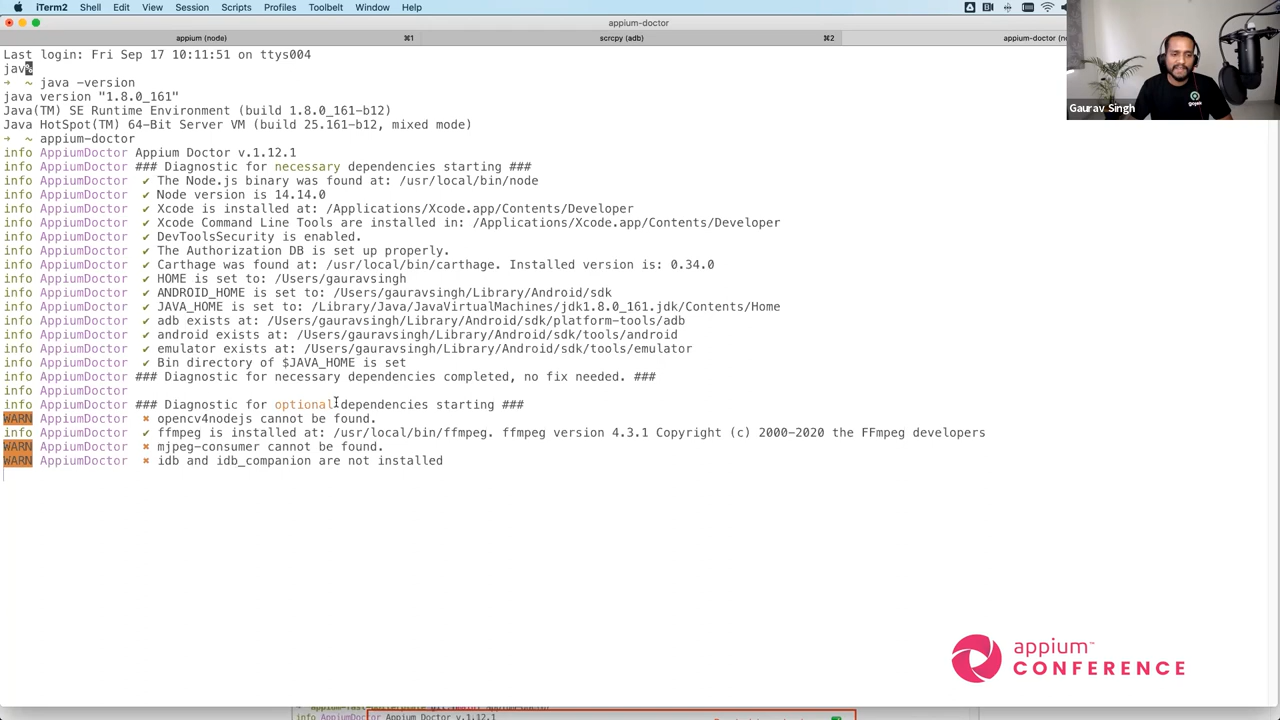 iTerm2 Shell Edit View Session Scripts Profiles Toolbelt Window Help
appium-doctor
appium (node) ⌘1 scrcpy (adb) ⌘2 appium-doctor (n
Last login: Fri Sep 17 10:11:51 on ttys004
java
➜ ~ java -version
java version "1.8.0_161"
Java(TM) SE Runtime Environment (build 1.8.0_161-b12)
Java HotSpot(TM) 64-Bit Server VM (build 25.161-b12, mixed mode)
➜ ~ appium-doctor
info AppiumDoctor Appium Doctor v.1.12.1
info AppiumDoctor ### Diagnostic for necessary dependencies starting ###
info AppiumDoctor ✔ The Node.js binary was found at: /usr/local/bin/node
info AppiumDoctor ✔ Node version is 14.14.0
info AppiumDoctor ✔ Xcode is installed at: /Applications/Xcode.app/Contents/Developer
info AppiumDoctor ✔ Xcode Command Line Tools are installed in: /Applications/Xcode.app/Contents/Developer
info AppiumDoctor ✔ DevToolsSecurity is enabled.
info AppiumDoctor ✔ The Authorization DB is set up properly.
info AppiumDoctor ✔ Carthage was found at: /usr/local/bin/carthage. Installed version is: 0.34.0
info AppiumDoctor ✔ HOME is set to: /Users/gauravsingh
info AppiumDoctor ✔ ANDROID_HOME is set to: /Users/gauravsingh/Library/Android/sdk
info AppiumDoctor ✔ JAVA_HOME is set to: /Library/Java/JavaVirtualMachines/jdk1.8.0_161.jdk/Contents/Home
info AppiumDoctor ✔ adb exists at: /Users/gauravsingh/Library/Android/sdk/platform-tools/adb
info AppiumDoctor ✔ android exists at: /Users/gauravsingh/Library/Android/sdk/tools/android
info AppiumDoctor ✔ emulator exists at: /Users/gauravsingh/Library/Android/sdk/tools/emulator
info AppiumDoctor ✔ Bin directory of $JAVA_HOME is set
info AppiumDoctor ### Diagnostic for necessary dependencies completed, no fix needed. ###
info AppiumDoctor
info AppiumDoctor ### Diagnostic for optional dependencies starting ###
WARN AppiumDoctor ✖ opencv4nodejs cannot be found.
info AppiumDoctor ✔ ffmpeg is installed at: /usr/local/bin/ffmpeg. ffmpeg version 4.3.1 Copyright (c) 2000-2020 the FFmpeg developers
WARN AppiumDoctor ✖ mjpeg-consumer cannot be found.
WARN AppiumDoctor ✖ idb and idb_companion are not installed
Gaurav Singh
gojek
appium™
CONFERENCE
info AppiumDoctor Appium Doctor v.1.12.1